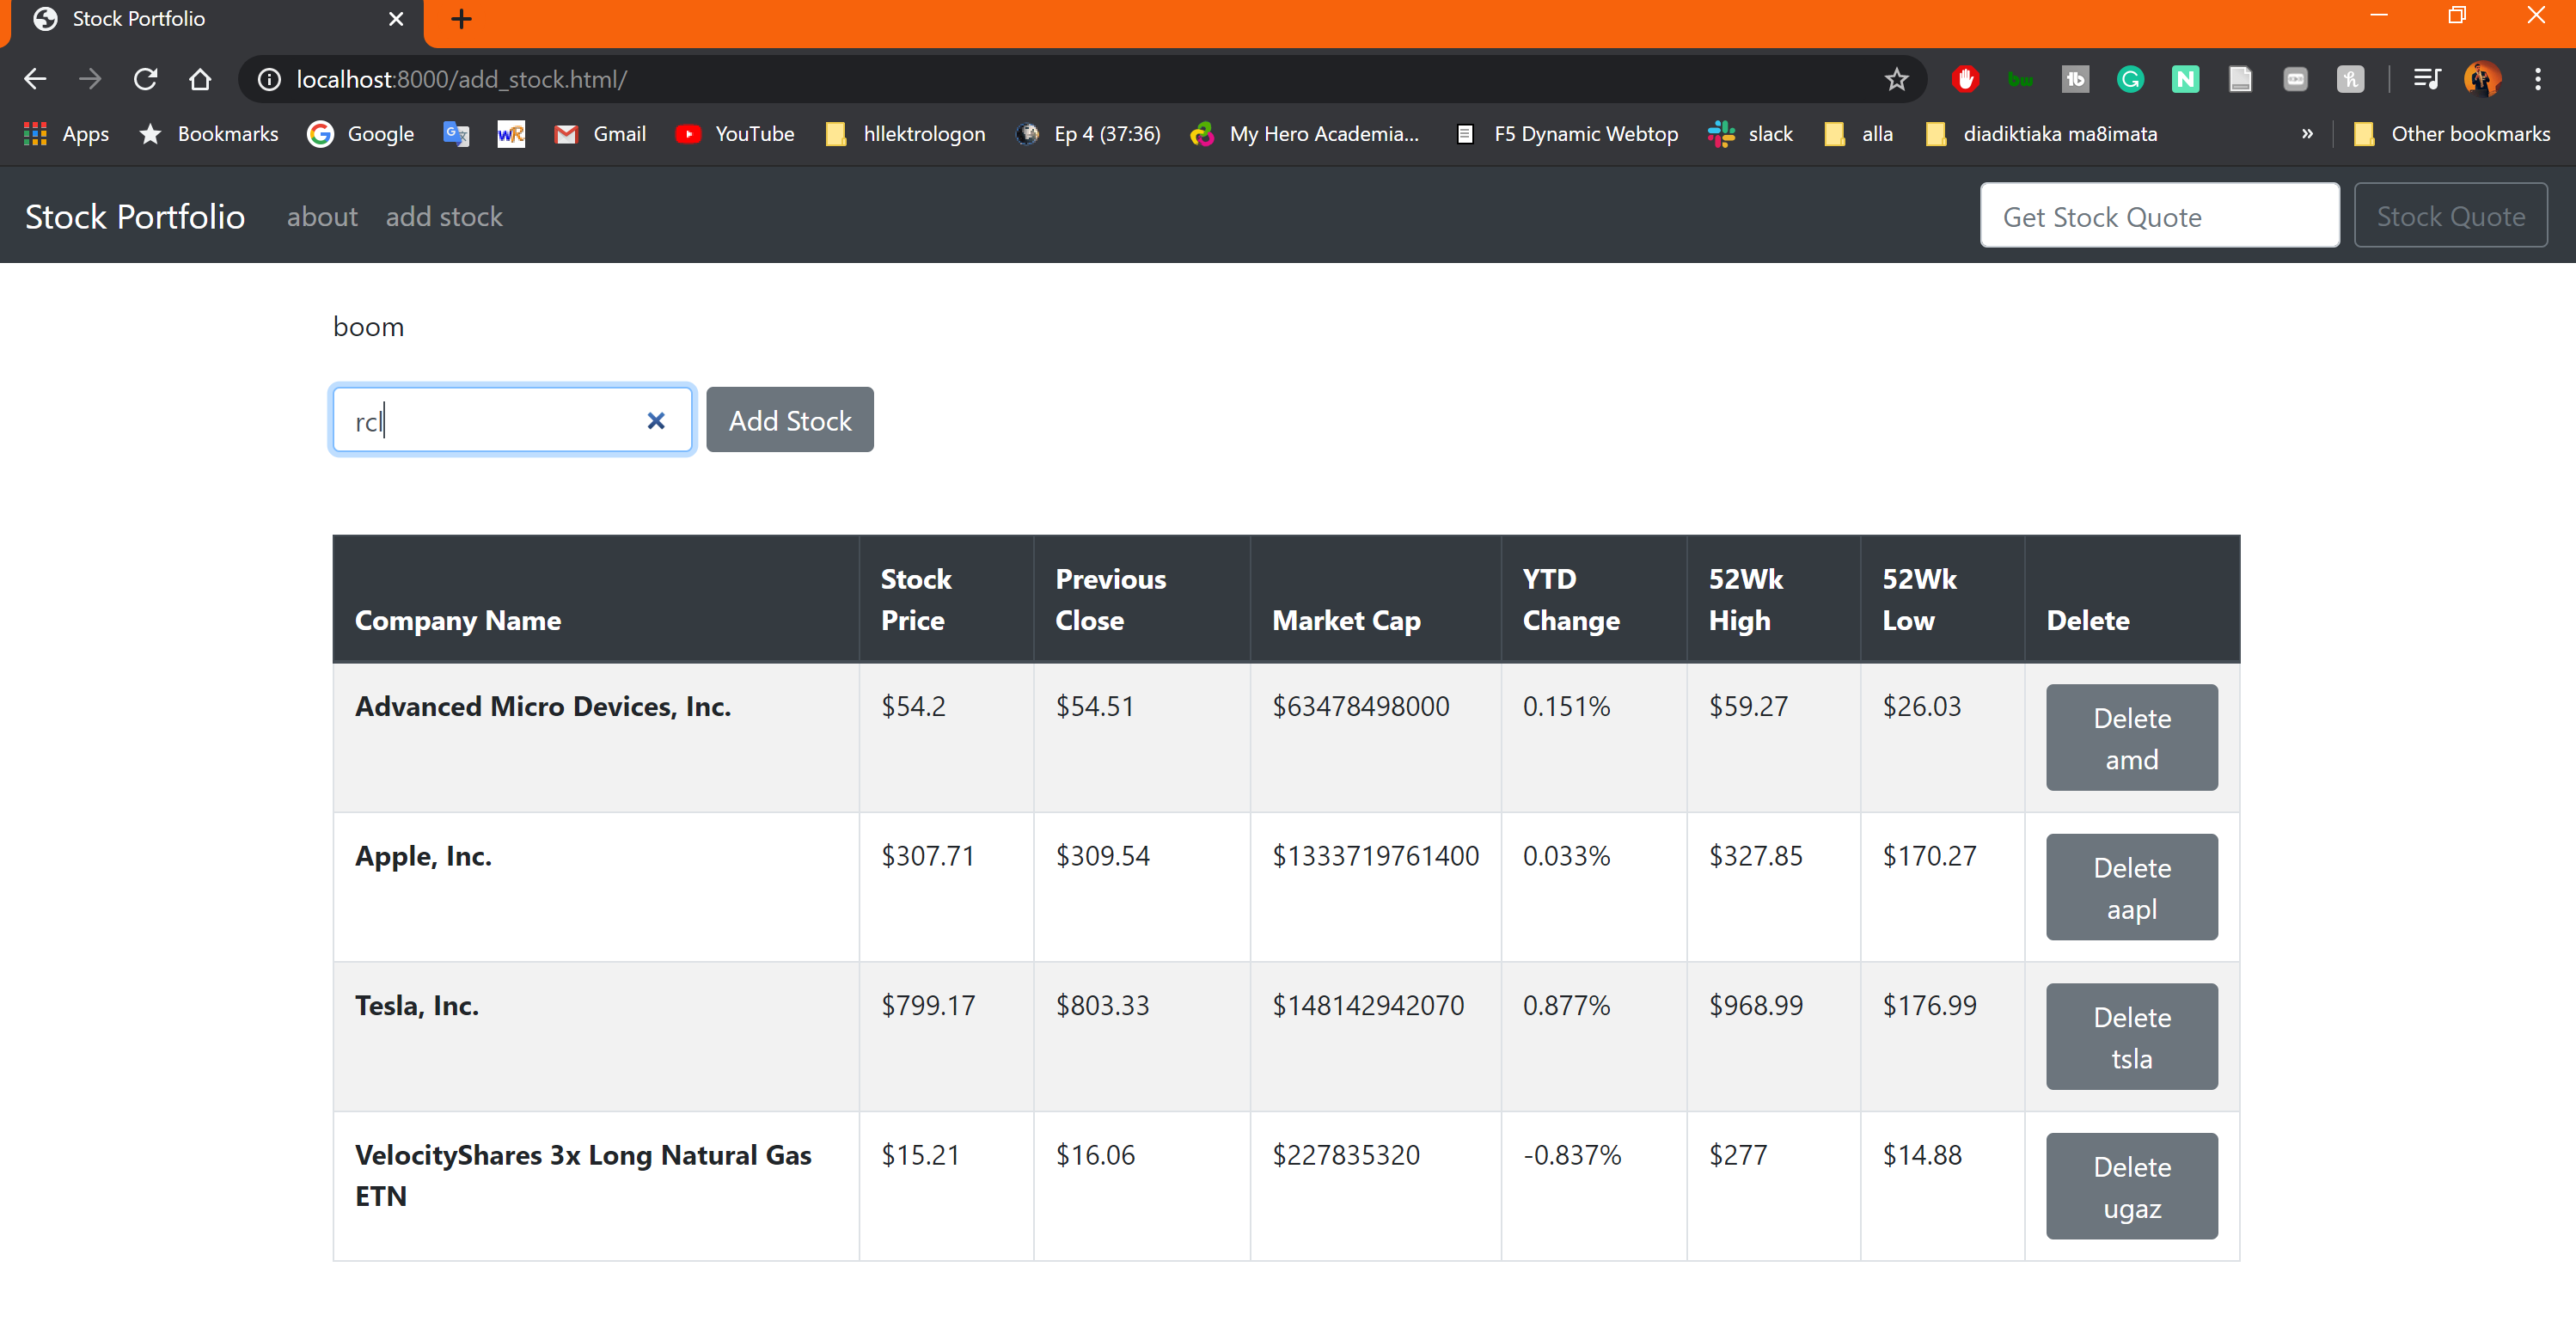 Stock Portfolio
localhost:8000/add_stock.html/
Apps Bookmarks Google Gmail YouTube hllektrologon Ep 4 (37:36) My Hero Academia... F5 Dynamic Webtop slack alla diadiktiaka ma8imata » Other bookmarks
Stock Portfolio about add stock Get Stock Quote Stock Quote
boom
rcl Add Stock
Company Name Stock Price Previous Close Market Cap YTD Change 52Wk High 52Wk Low Delete
Advanced Micro Devices, Inc. $54.2 $54.51 $63478498000 0.151% $59.27 $26.03 Delete amd
Apple, Inc. $307.71 $309.54 $1333719761400 0.033% $327.85 $170.27 Delete aapl
Tesla, Inc. $799.17 $803.33 $148142942070 0.877% $968.99 $176.99 Delete tsla
VelocityShares 3x Long Natural Gas ETN $15.21 $16.06 $227835320 -0.837% $277 $14.88 Delete ugaz